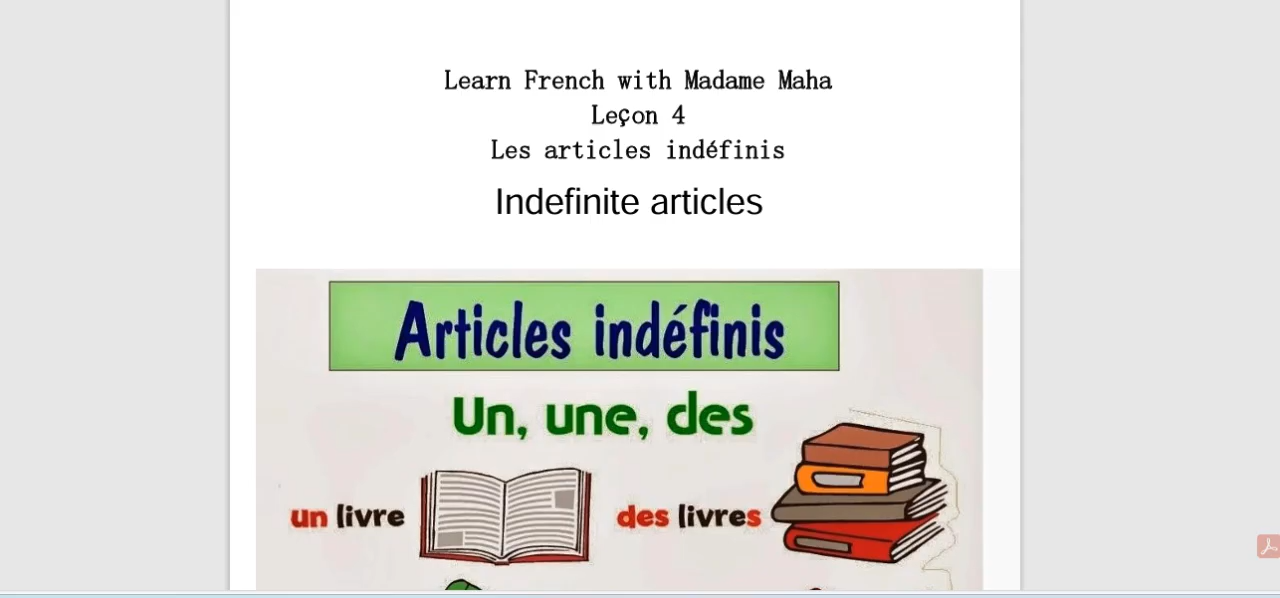 Learn French with Madame Maha
Leçon 4
Les articles indéfinis
Indefinite articles
Articles indéfinis
Un, une, des
un livre
des livres